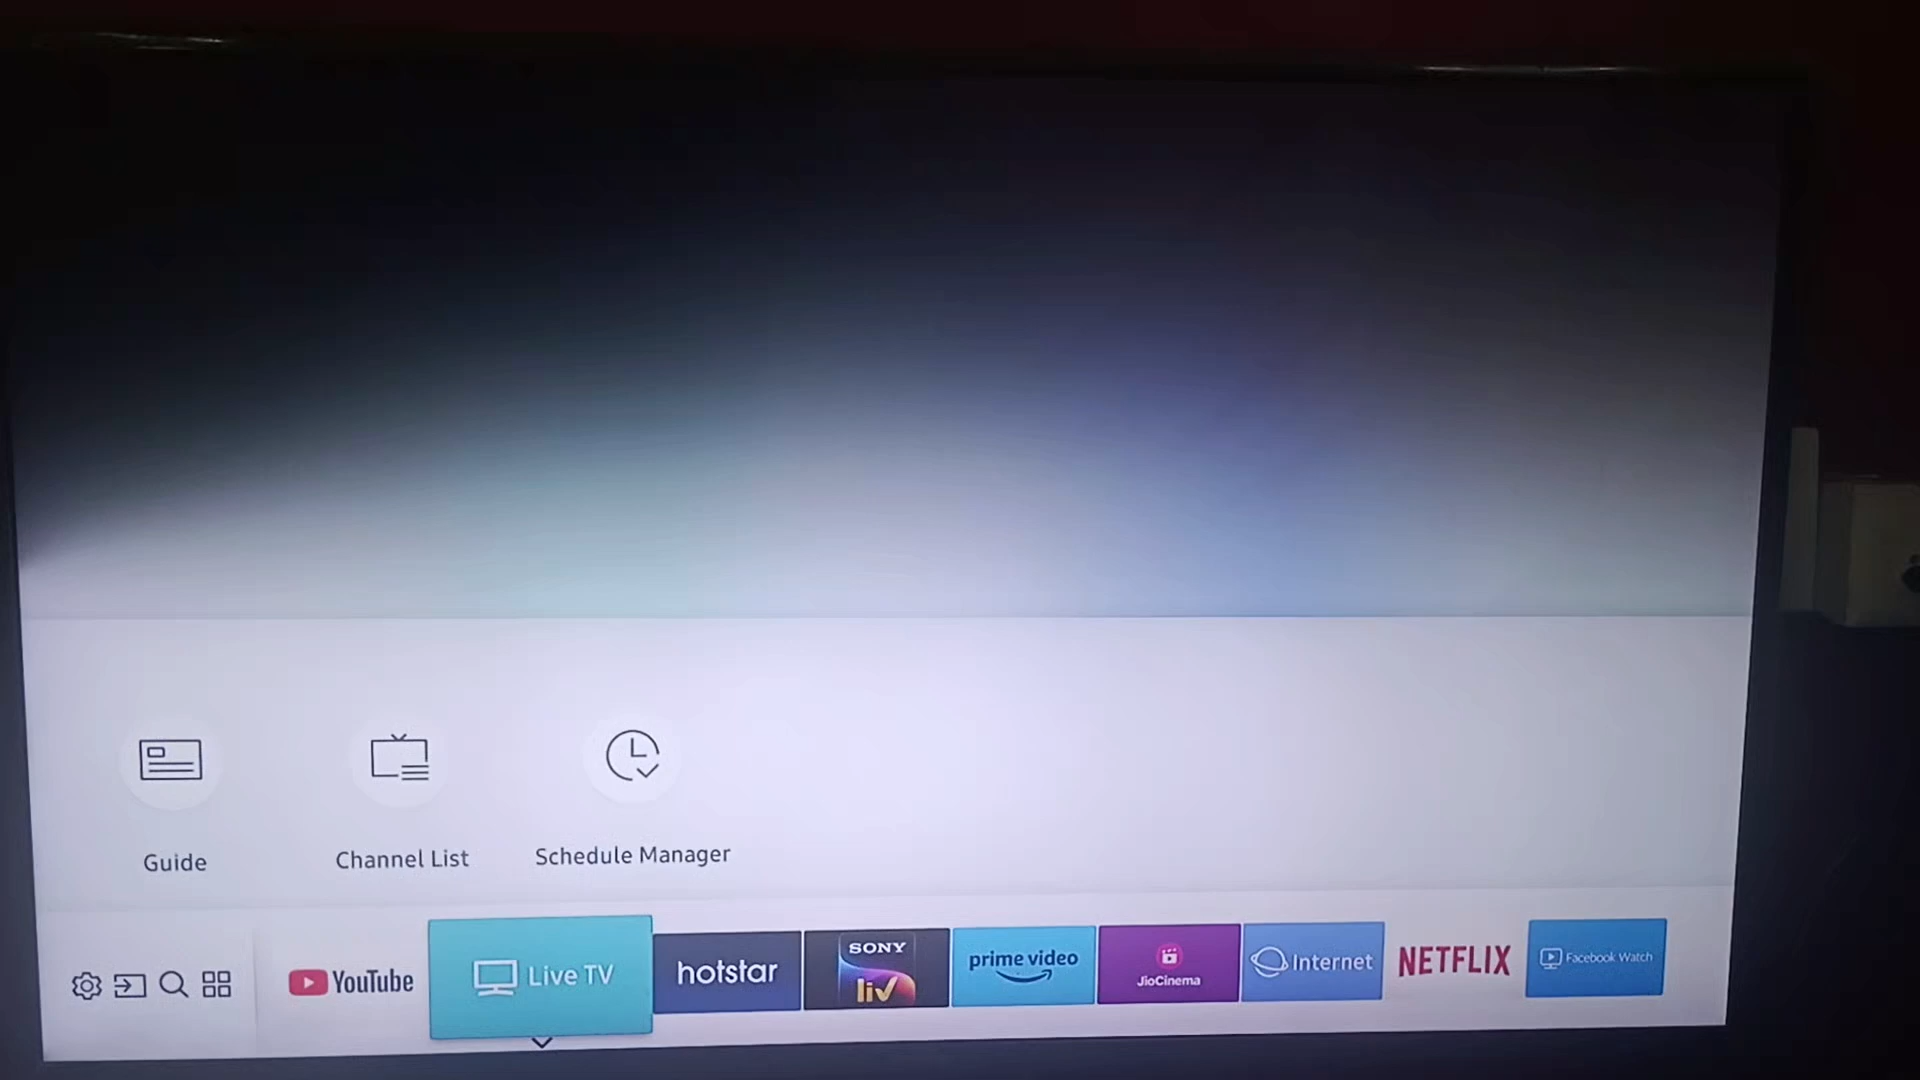 Guide
Channel List
Schedule Manager
YouTube
Live TV
hotstar
SONY
liv
prime video
JioCinema
Internet
NETFLIX
Facebook Watch